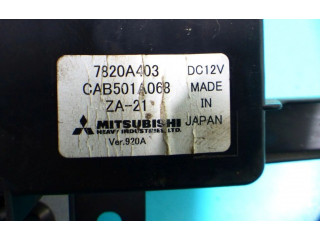 7820A403 DC12V
CAB501A068 MADE
ZA-21 IN
MITSUBISHI JAPAN
HEAVY INDUSTRIES, LTD.
Ver.920A